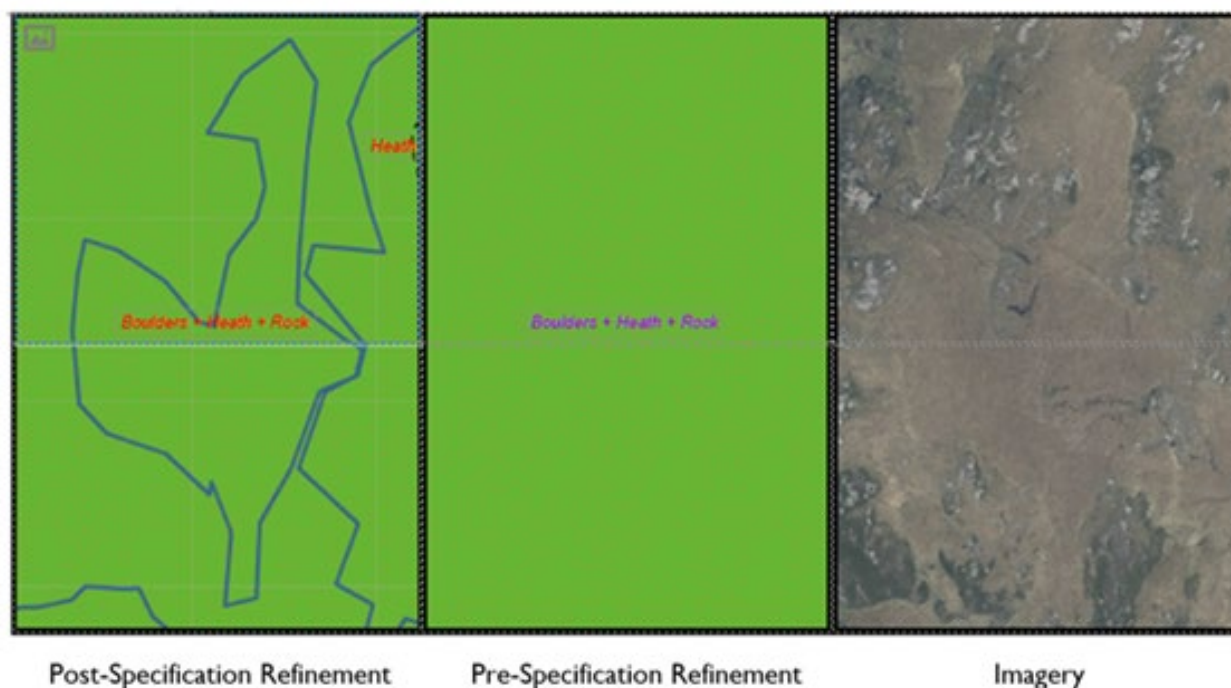 Heath
Boulders + Heath + Rock
Boulders + Heath + Rock
Post-Specification Refinement
Pre-Specification Refinement
Imagery